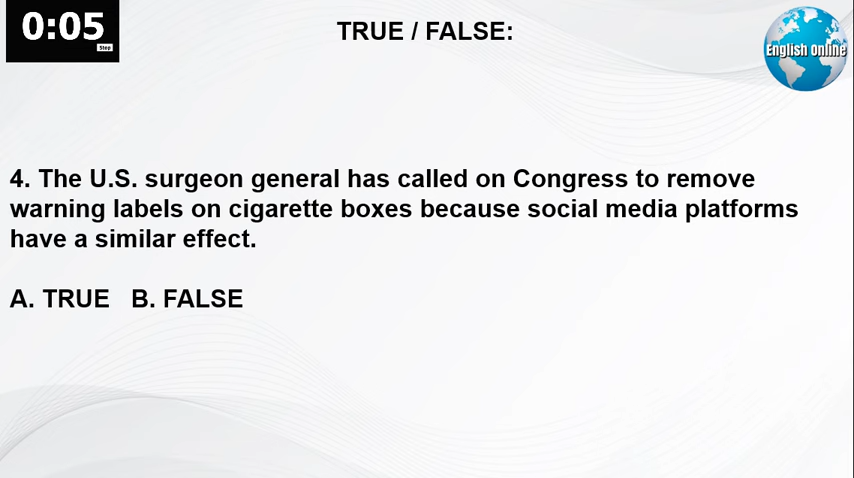 0:05
Stop
TRUE / FALSE:
English Online
4. The U.S. surgeon general has called on Congress to remove
warning labels on cigarette boxes because social media platforms
have a similar effect.
A. TRUE B. FALSE